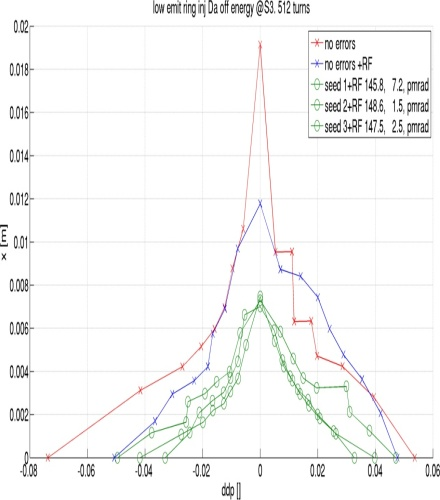 low emit ring inj Da off energy @S3. 512 turns
no errors
no errors +RF
seed 1+RF 145.8, 7.2, pmrad
seed 2+RF 148.6, 1.5, pmrad
seed 3+RF 147.5, 2.5, pmrad
0.02
0.018
0.016
0.014
0.012
0.01
0.008
0.006
0.004
0.002
0
x [m]
-0.08 -0.06 -0.04 -0.02 0 0.02 0.04 0.06
ddp []